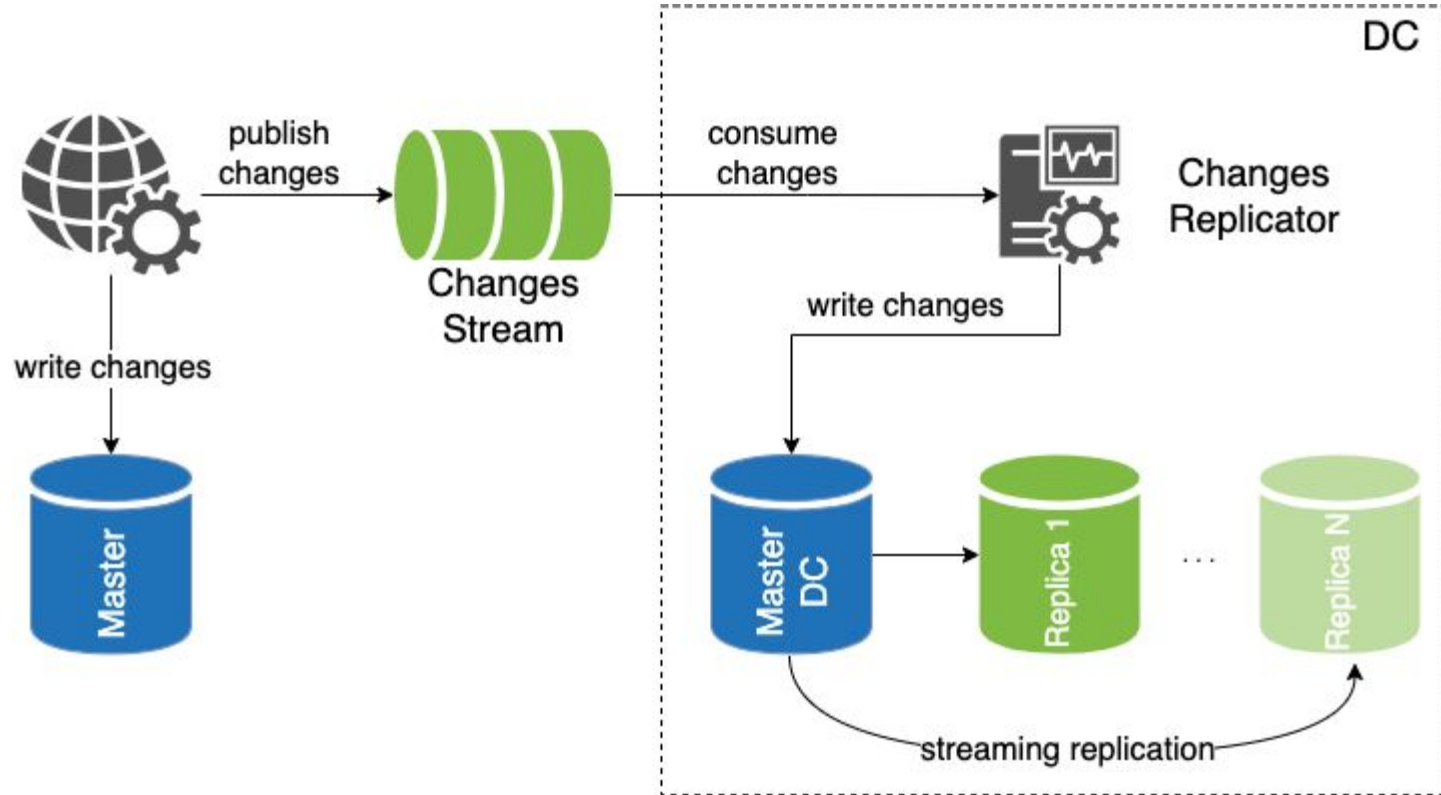 DC
publish
changes
consume
changes
Changes
Replicator
Changes
Stream
write changes
write changes
Master
Master
DC
Replica 1
. . .
Replica N
streaming replication